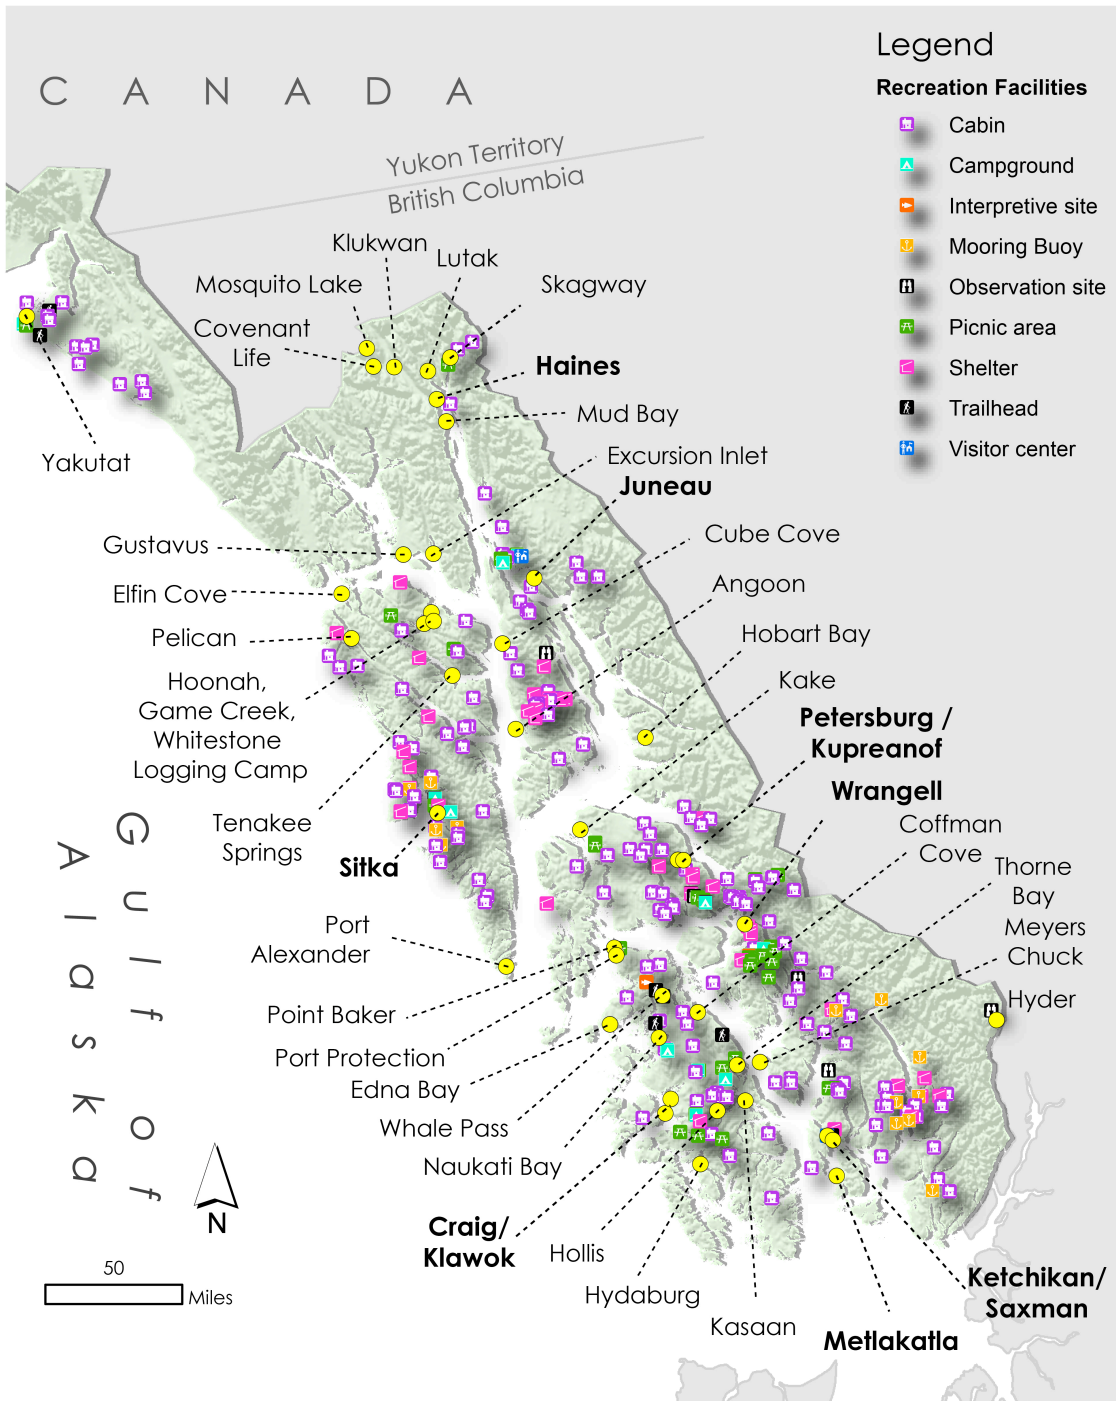 Legend
Recreation Facilities
Cabin
Campground
Interpretive site
Mooring Buoy
Observation site
Picnic area
Shelter
Trailhead
Visitor center
CANADA
Yukon Territory
British Columbia
Klukwan
Lutak
Mosquito Lake
Skagway
Covenant
Life
Haines
Mud Bay
Yakutat
Excursion Inlet
Juneau
Gustavus
Cube Cove
Elfin Cove
Angoon
Pelican
Hobart Bay
Hoonah,
Game Creek,
Whitestone
Logging Camp
Kake
Petersburg /
Kupreanof
Wrangell
Tenakee
Springs
Coffman
Cove
Sitka
Thorne
Bay
Port
Alexander
Meyers
Chuck
Gulf of
Alaska
Point Baker
Hyder
Port Protection
Edna Bay
Whale Pass
Naukati Bay
N
Craig/
Klawok
Hollis
50
Miles
Hydaburg
Kasaan
Ketchikan/
Saxman
Metlakatla